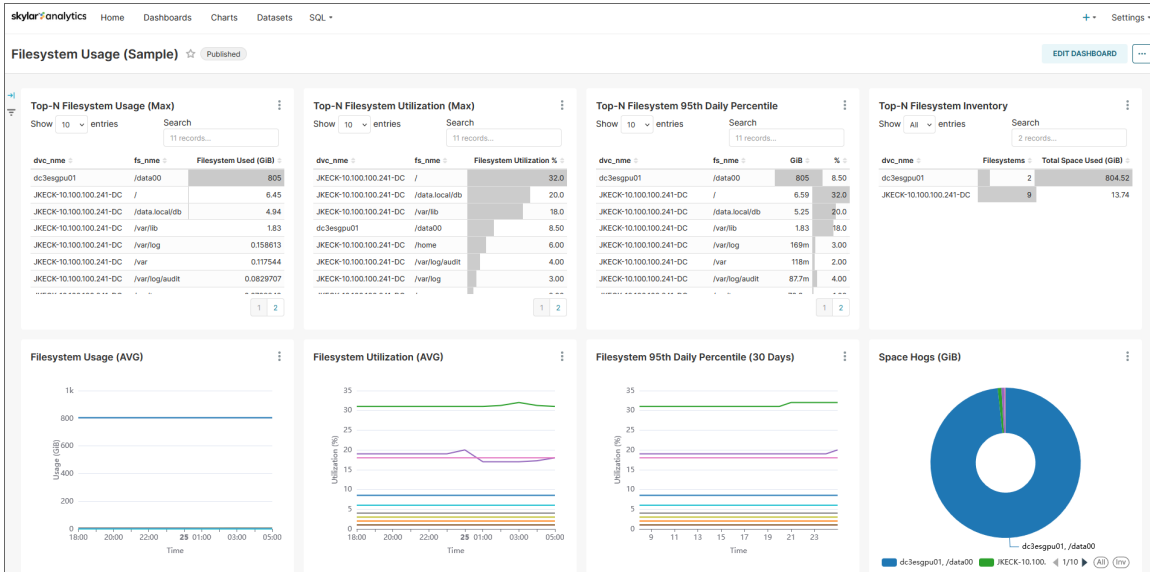 skylar analytics Home Dashboards Charts Datasets SQL + Settings
Filesystem Usage (Sample) Published EDIT DASHBOARD ...
Top-N Filesystem Usage (Max)
Show 10 entries Search
11 records...
dvc_nme fs_nme Filesystem Used (GiB)
dc3esgpu01 /data00 805
JKECK-10.100.100.241-DC / 6.45
JKECK-10.100.100.241-DC /data.local/db 4.94
JKECK-10.100.100.241-DC /var/lib 1.83
JKECK-10.100.100.241-DC /var/log 0.158613
JKECK-10.100.100.241-DC /var 0.117544
JKECK-10.100.100.241-DC /var/log/audit 0.0829707
1 2
Top-N Filesystem Utilization (Max)
Show 10 entries Search
11 records...
dvc_nme fs_nme Filesystem Utilization %
JKECK-10.100.100.241-DC / 32.0
JKECK-10.100.100.241-DC /data.local/db 20.0
JKECK-10.100.100.241-DC /var/lib 18.0
dc3esgpu01 /data00 8.50
JKECK-10.100.100.241-DC /home 6.00
JKECK-10.100.100.241-DC /var/log/audit 4.00
JKECK-10.100.100.241-DC /var/log 3.00
1 2
Top-N Filesystem 95th Daily Percentile
Show 10 entries Search
11 records...
dvc_nme fs_nme GiB %
dc3esgpu01 /data00 805 8.50
JKECK-10.100.100.241-DC / 6.59 32.0
JKECK-10.100.100.241-DC /data.local/db 5.25 20.0
JKECK-10.100.100.241-DC /var/lib 1.83 18.0
JKECK-10.100.100.241-DC /var/log 169m 3.00
JKECK-10.100.100.241-DC /var 118m 2.00
JKECK-10.100.100.241-DC /var/log/audit 87.7m 4.00
1 2
Top-N Filesystem Inventory
Show All entries Search
2 records...
dvc_nme Filesystems Total Space Used (GiB)
dc3esgpu01 2 804.52
JKECK-10.100.100.241-DC 9 13.74
Filesystem Usage (AVG)
1k
800
600
400
200
0
Usage (GiB)
18:00 20:00 22:00 25 01:00 03:00 05:00
Time
Filesystem Utilization (AVG)
35
30
25
20
15
10
5
0
Utilization (%)
18:00 20:00 22:00 25 01:00 03:00 05:00
Time
Filesystem 95th Daily Percentile (30 Days)
35
30
25
20
15
10
5
0
Utilization (%)
9 11 13 15 17 19 21 23
Time
Space Hogs (GiB)
dc3esgpu01, /data00
dc3esgpu01, /data00 JKECK-10.100. 1/10 All Inv